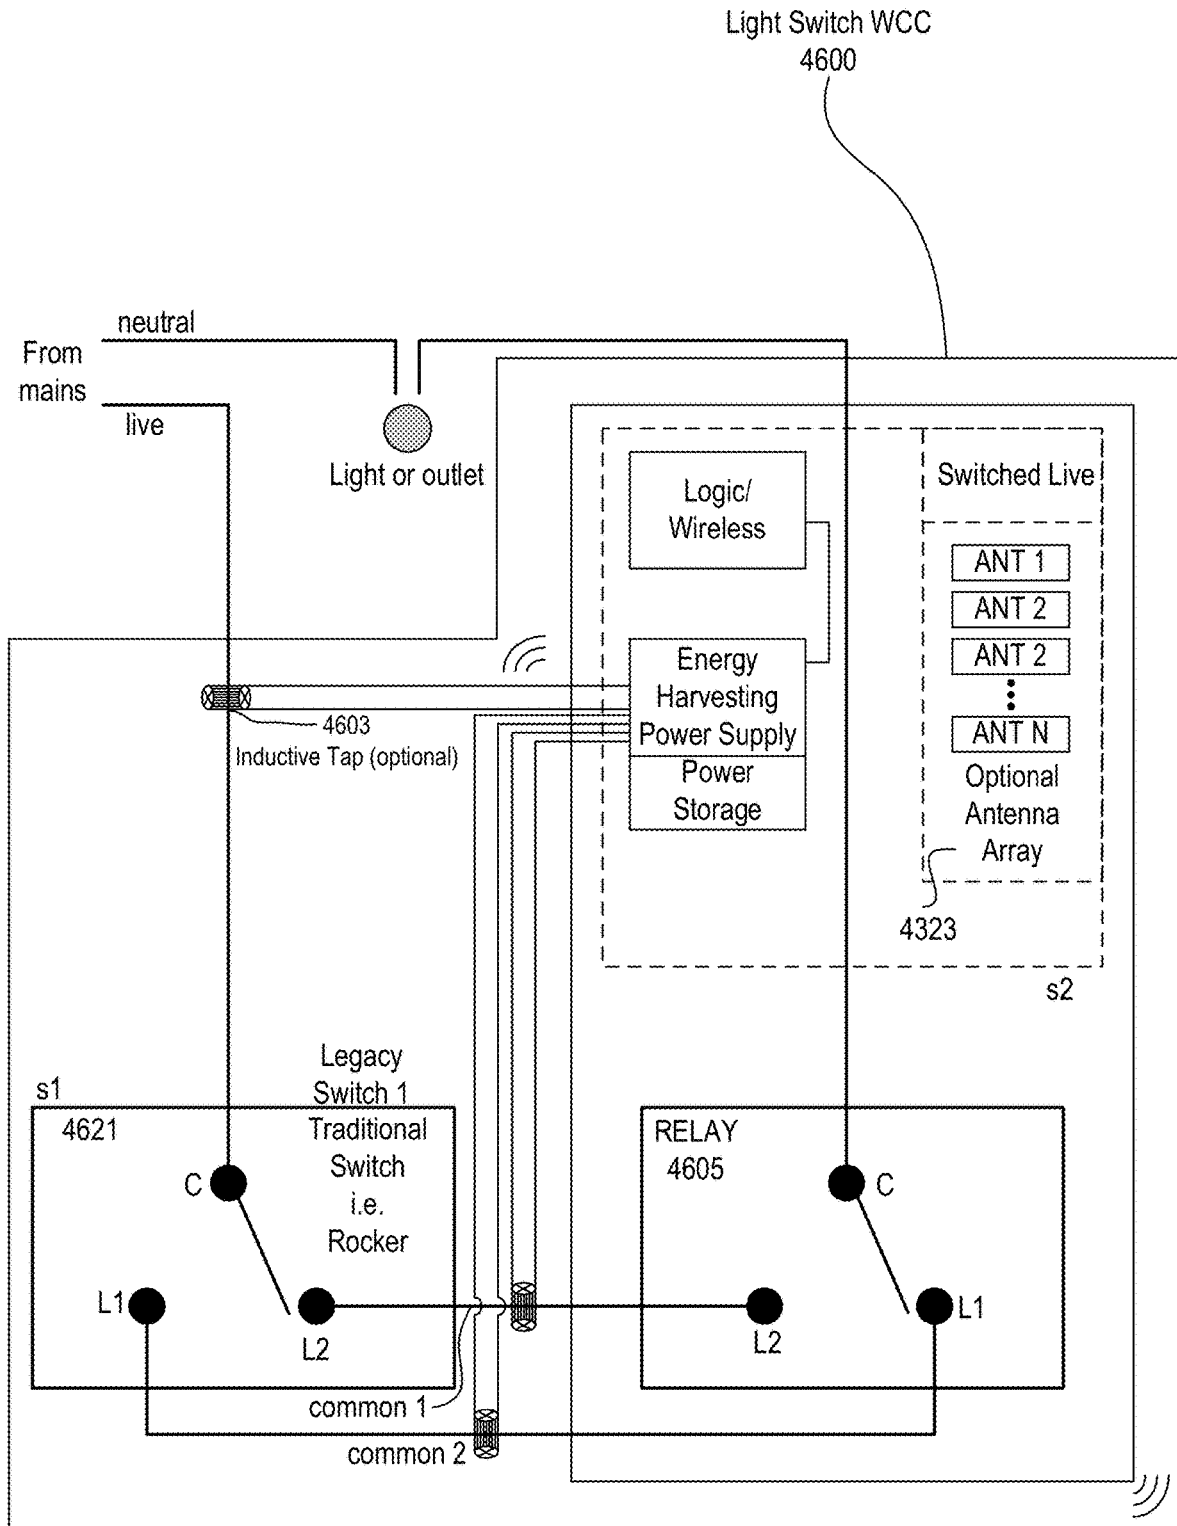 Light Switch WCC
4600
neutral
From
mains
live
Light or outlet
Logic/
Wireless
Switched Live
ANT 1
ANT 2
ANT 2
ANT N
Optional
Antenna
Array
4323
Energy
Harvesting
Power Supply
Power
Storage
4603
Inductive Tap (optional)
s2
s1
4621
Legacy
Switch 1
Traditional
Switch
i.e.
Rocker
C
L1
L2
RELAY
4605
C
L2
L1
common 1
common 2